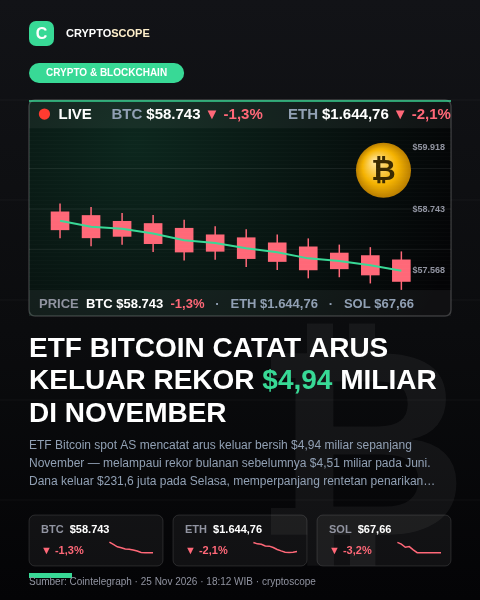 C CRYPTOSCOPE
CRYPTO & BLOCKCHAIN
LIVE BTC $58.743 ▼ -1,3% ETH $1.644,76 ▼ -2,1%
$59.918
₿
$58.743
$57.568
PRICE BTC $58.743 -1,3% · ETH $1.644,76 · SOL $67,66
ETF BITCOIN CATAT ARUS
KELUAR REKOR $4,94 MILIAR
DI NOVEMBER
ETF Bitcoin spot AS mencatat arus keluar bersih $4,94 miliar sepanjang
November — melampaui rekor bulanan sebelumnya $4,51 miliar pada Juni.
Dana keluar $231,6 juta pada Selasa, memperpanjang rentetan penarikan…
BTC $58.743 ETH $1.644,76 SOL $67,66
▼ -1,3% ▼ -2,1% ▼ -3,2%
Sumber: Cointelegraph · 25 Nov 2026 · 18:12 WIB · cryptoscope